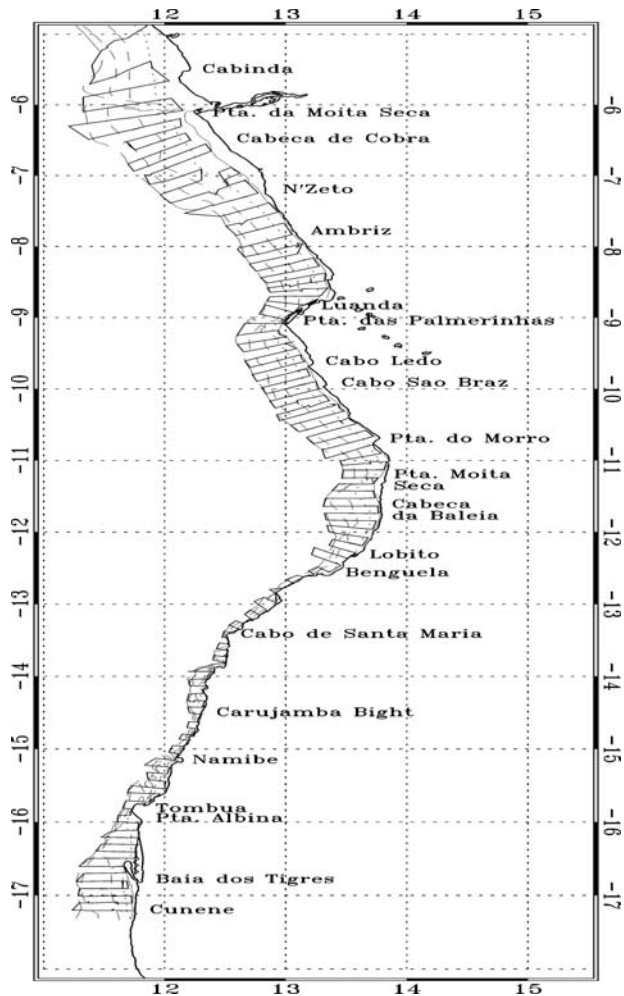 12 13 14 15
Cabinda
-6 -6
Pta. da Moita Seca
Cabeca de Cobra
-7 -7
N'Zeto
Ambriz
-8 -8
Luanda
-9 Pta. das Palmerinhas -9
Cabo Ledo
-10 Cabo Sao Braz -10
Pta. do Morro
-11 -11
Pta. Moita
Seca
Cabeca
da Baleia
-12 -12
Lobito
Benguela
-13 -13
Cabo de Santa Maria
-14 -14
Carujamba Bight
-15 -15
Namibe
Tombua
-16 Pta. Albina -16
Baia dos Tigres
-17 -17
Cunene
12 13 14 15